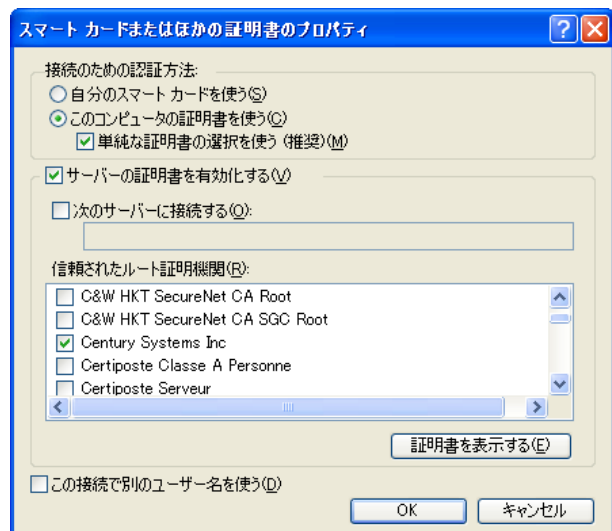 スマート カードまたはほかの証明書のプロパティ
接続のための認証方法:
自分のスマート カードを使う(S)
このコンピュータの証明書を使う(C)
単純な証明書の選択を使う (推奨)(M)
サーバーの証明書を有効化する(V)
次のサーバーに接続する(O):
信頼されたルート証明機関(R):
C&W HKT SecureNet CA Root
C&W HKT SecureNet CA SGC Root
Century Systems Inc
Certiposte Classe A Personne
Certiposte Serveur
証明書を表示する(E)
この接続で別のユーザー名を使う(D)
OK
キャンセル